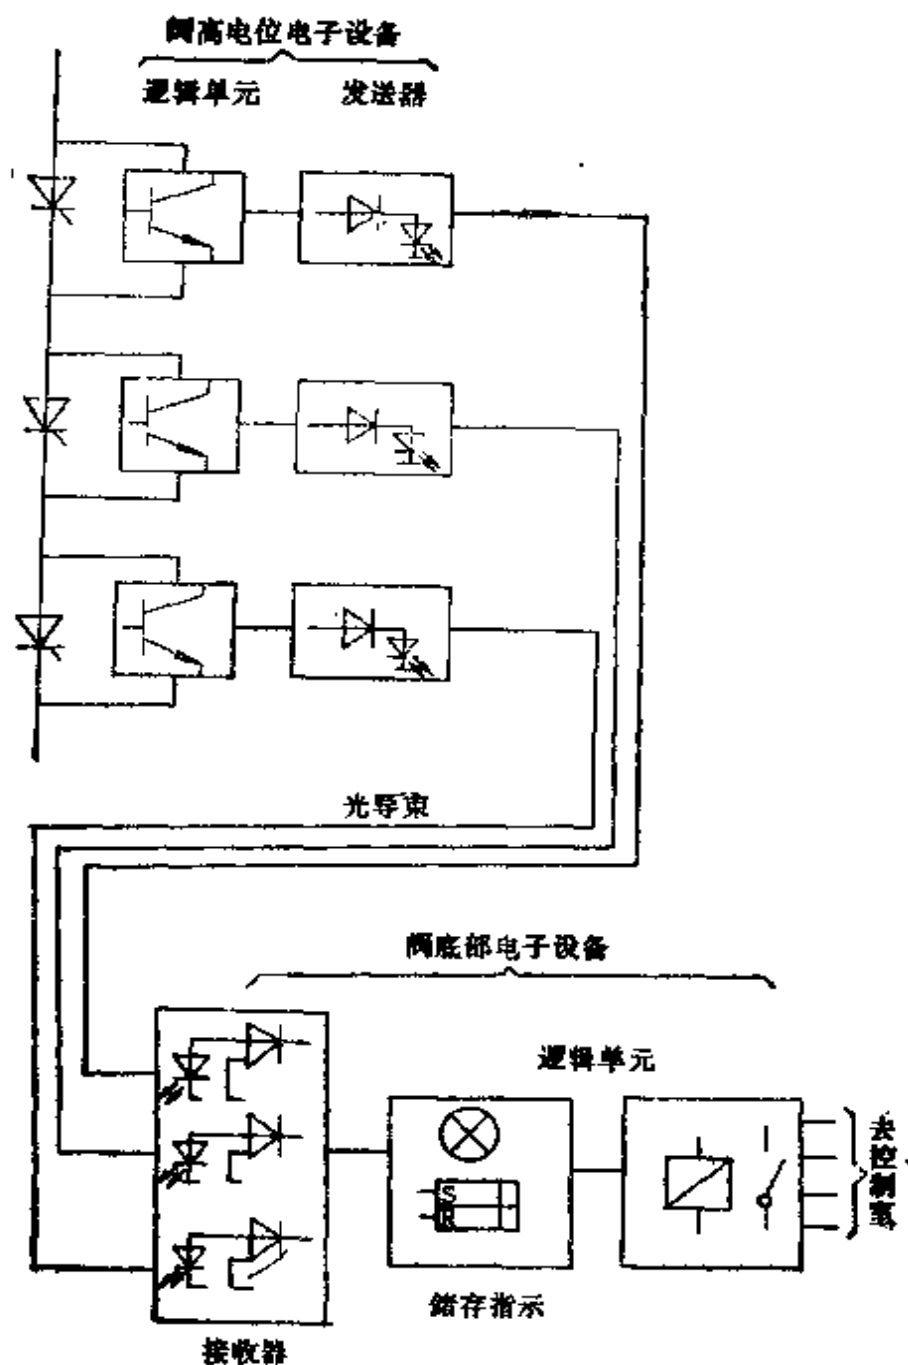 阀高电位电子设备
逻辑单元 发送器
光导束
阀底部电子设备
逻辑单元
S
R
去控制室
储存指示
接收器